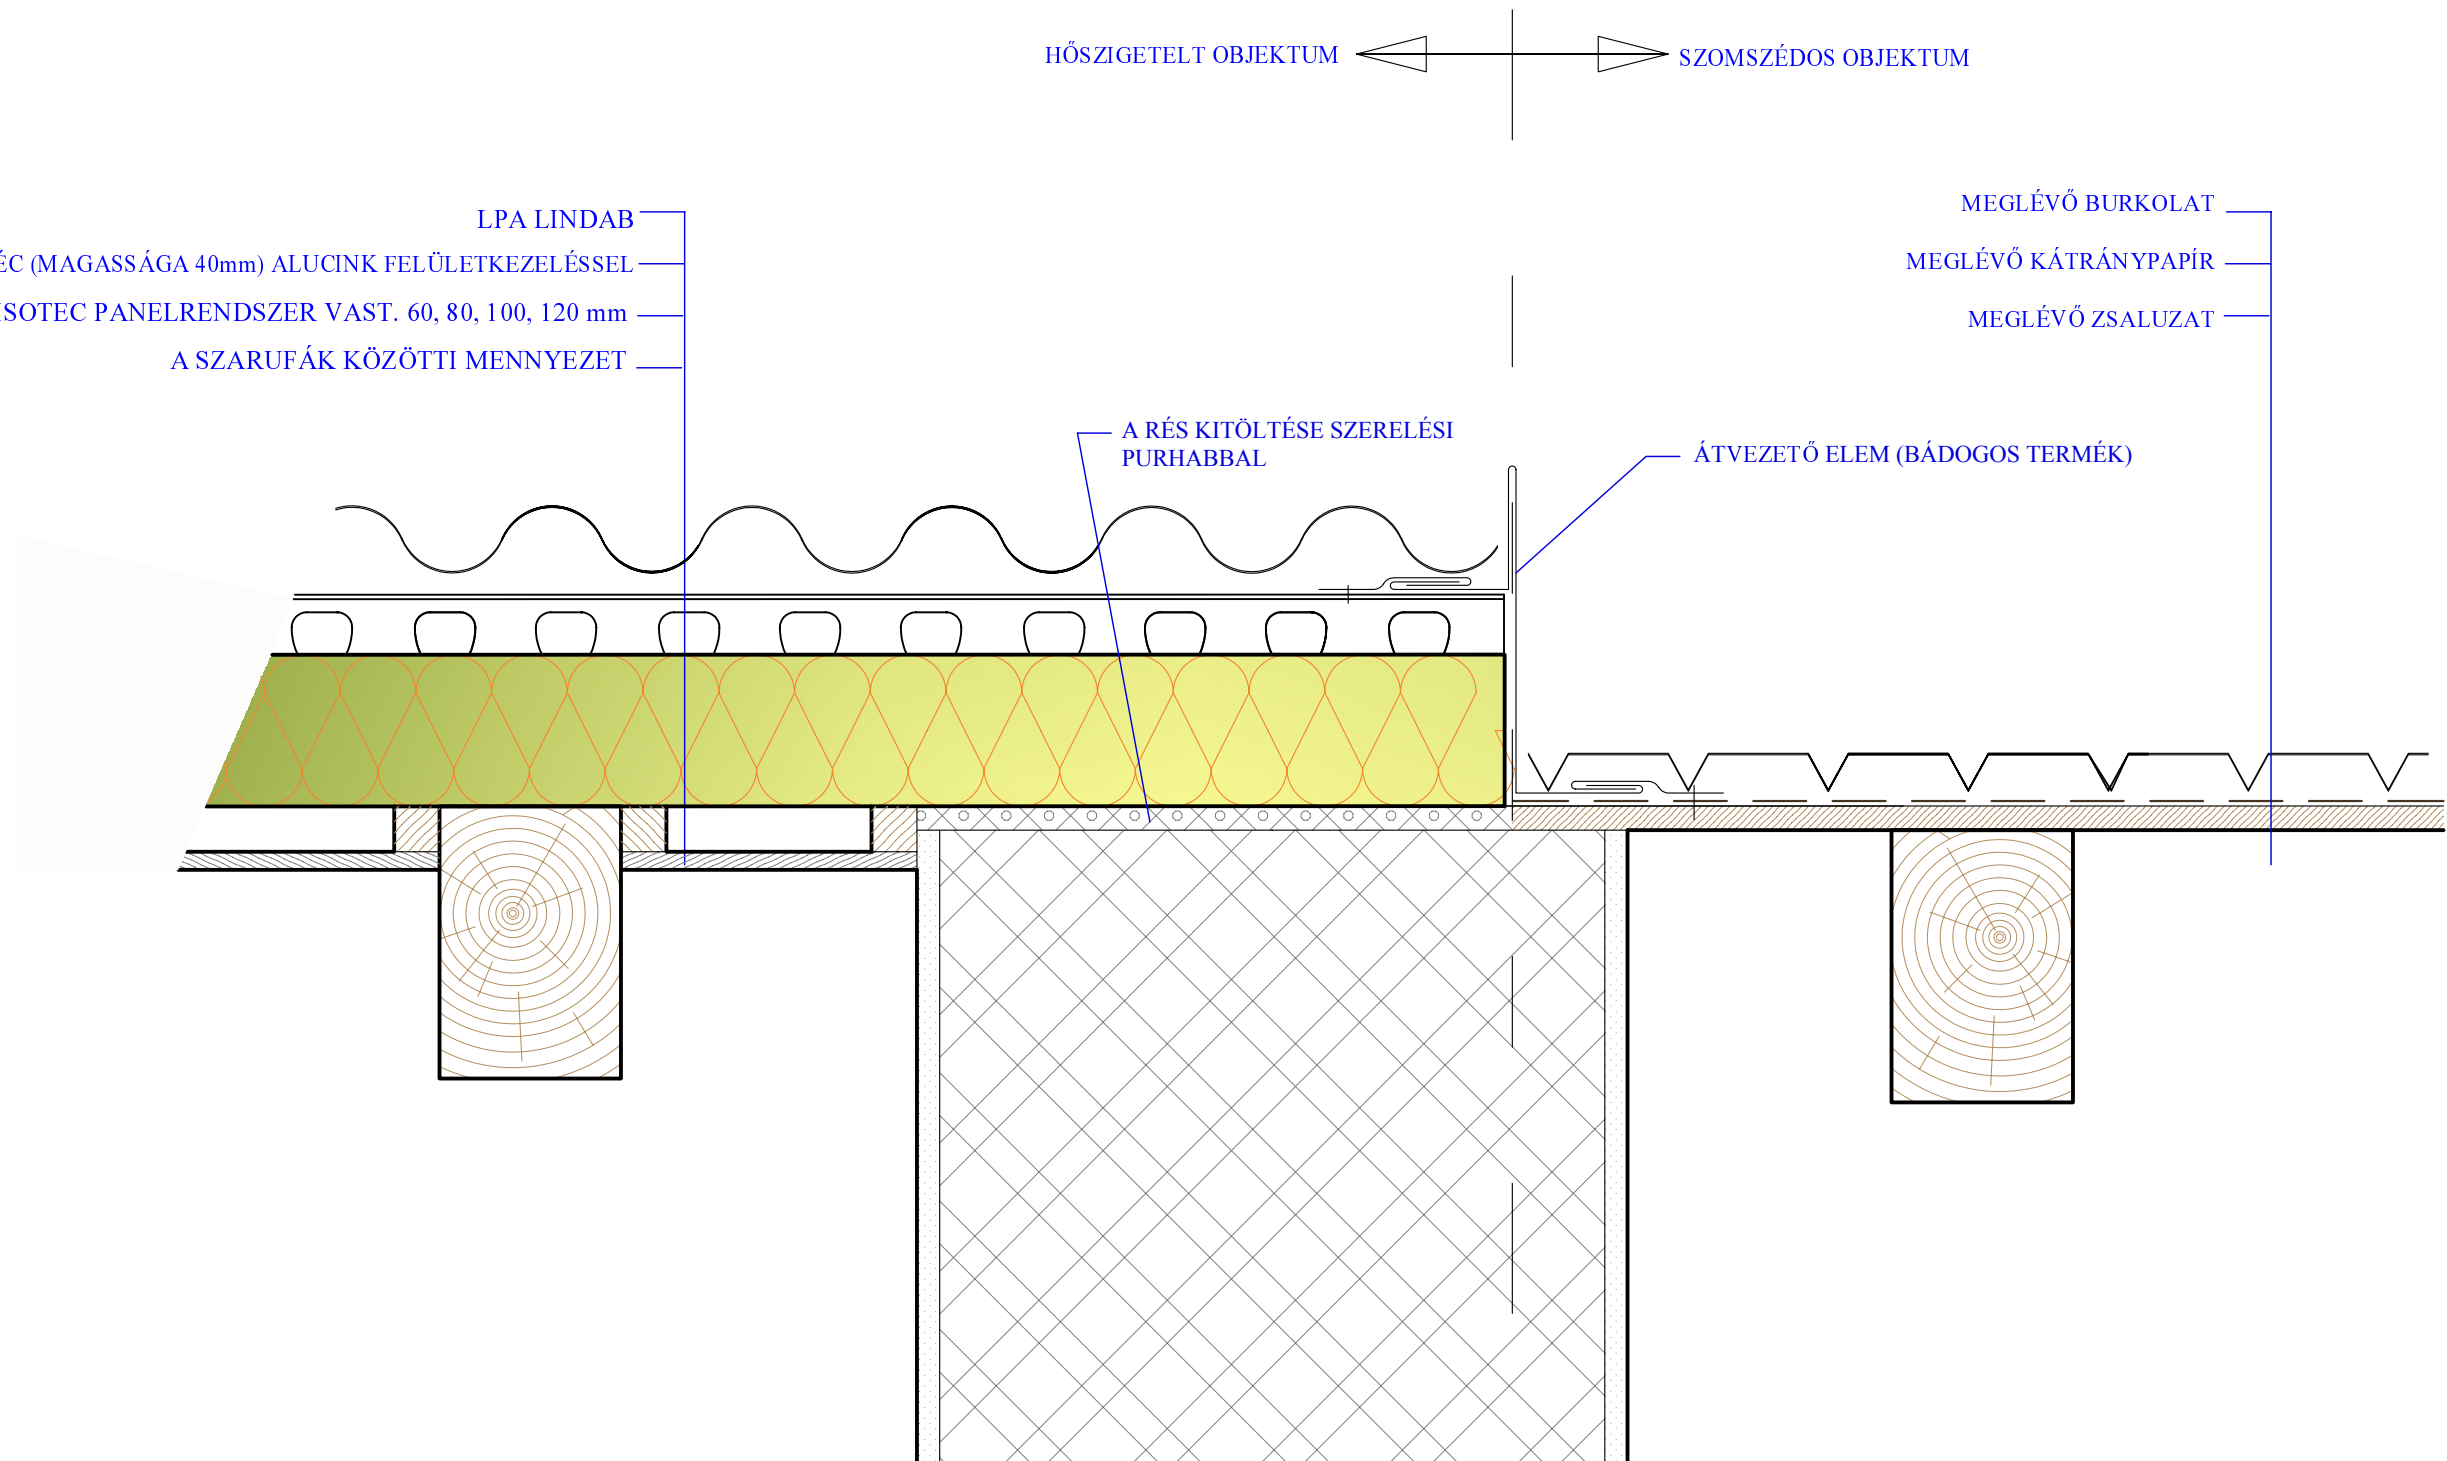 HŐSZIGETELT OBJEKTUM
SZOMSZÉDOS OBJEKTUM
LPA LINDAB
(MAGASSÁGA 40mm) ALUCINK FELÜLETKEZELÉSSEL
PANELRENDSZER VAST. 60, 80, 100, 120 mm
A SZARUFÁK KÖZÖTTI MENNYEZET
MEGLÉVŐ BURKOLAT
MEGLÉVŐ KÁTRÁNYPAPÍR
MEGLÉVŐ ZSALUZAT
A RÉS KITÖLTÉSE SZERELÉSI
PURHABBAL
ÁTVEZETŐ ELEM (BÁDOGOS TERMÉK)